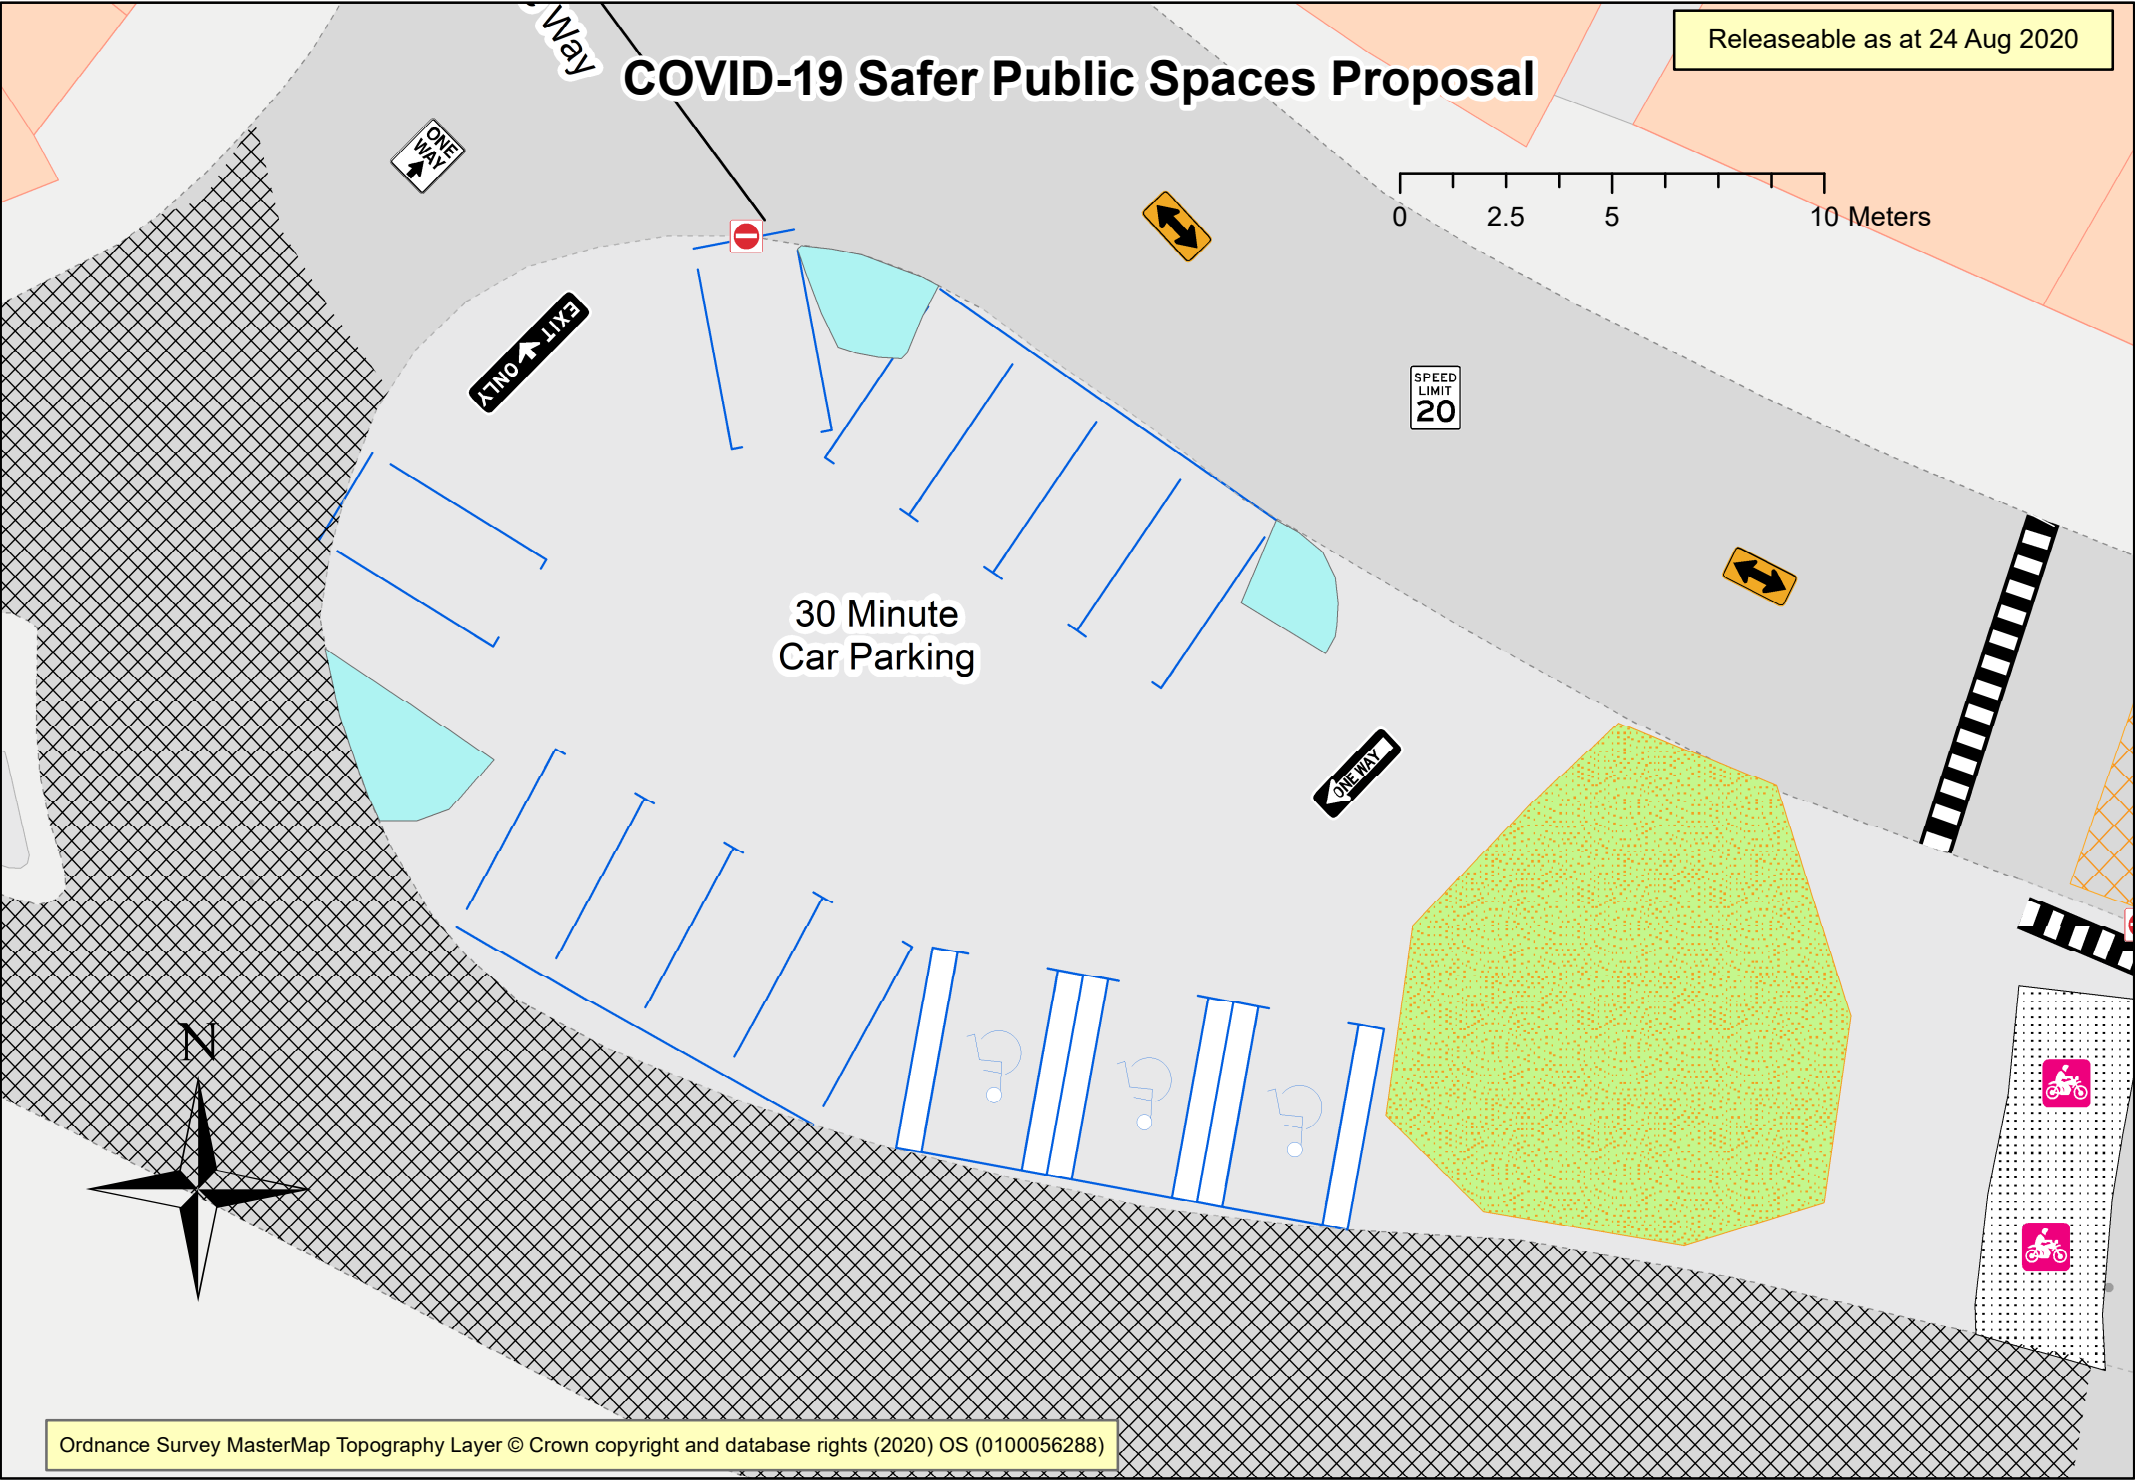 Way
Releaseable as at 24 Aug 2020
COVID-19 Safer Public Spaces Proposal
ONE
WAY
0 2.5 5 10 Meters
EXIT ONLY
SPEED
LIMIT
20
30 Minute
Car Parking
ONE WAY
N
Ordnance Survey MasterMap Topography Layer © Crown copyright and database rights (2020) OS (0100056288)